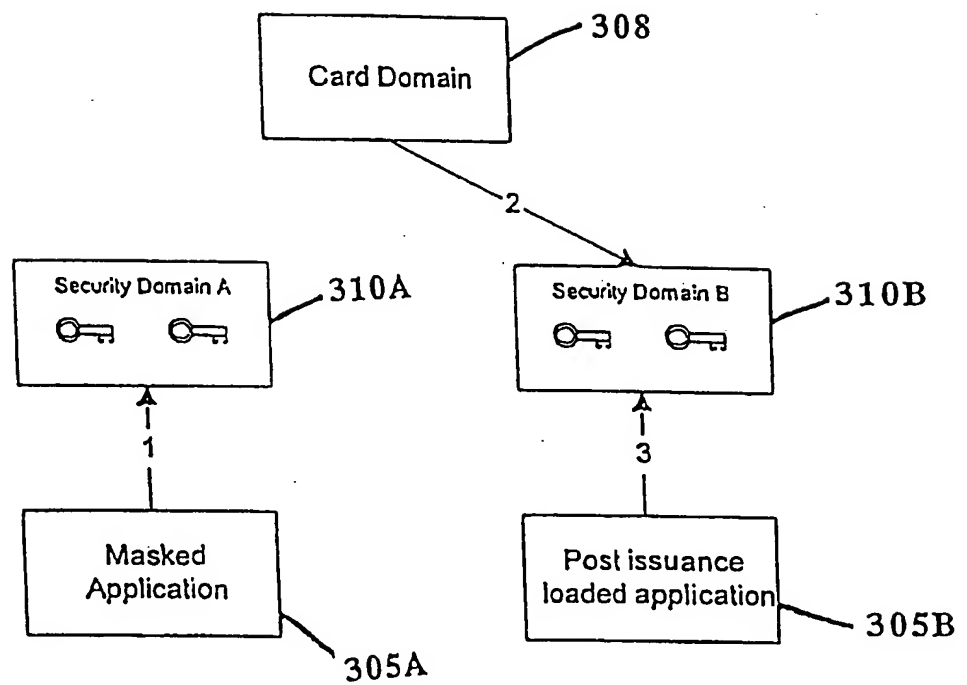 308
Card Domain
2
Security Domain A
310A
Security Domain B
310B
1
3
Masked
Application
305A
Post issuance
loaded application
305B